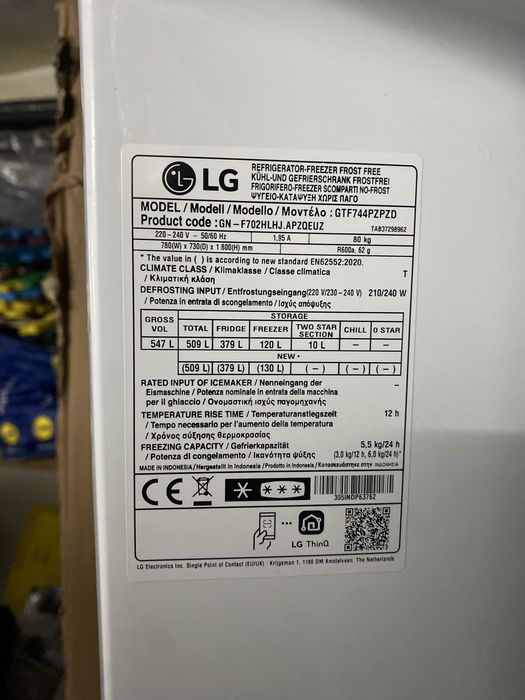 LG
REFRIGERATOR-FREEZER FROST FREE
KÜHL-UND GEFRIERSCHRANK FROSTFREI
FRIGORIFERO-FREEZER SCOMPARTI NO-FROST
ΨΥΓΕΙΟ-ΚΑΤΑΨΥΞΗ ΧΩΡΙΣ ΠΑΓΟ
MODEL / Modell / Modello / Μοντέλο : GTF744PZPZD
Product code :GN-F702HLHJ.APZQEUZ TAB37298962
220-240 V ~ 50/60 Hz 1,95 A 80 kg
780(W) x 730(D) x 1 800(H) mm R600a, 62 g
* The value in ( ) is according to new standard EN62552:2020.
CLIMATE CLASS / Klimaklasse / Classe climatica T
/ Κλιματική κλάση
DEFROSTING INPUT / Entfrostungseingang(220 V/230-240 V) 210/240 W
/ Potenza in entrata di scongelamento / Ισχύς απόψυξης
GROSS VOL STORAGE
TOTAL FRIDGE FREEZER TWO STAR SECTION CHILL 0 STAR
547 L 509 L 379 L 120 L 10 L – –
NEW *
(509 L) (379 L) (130 L) ( – ) ( – ) ( – )
RATED INPUT OF ICEMAKER / Nenneingang der –
Eismaschine / Potenza nominale in entrata della macchina
per il ghiaccio / Ονομαστική ισχύς παγομηχανής
TEMPERATURE RISE TIME / Temperaturanstiegszeit 12 h
/ Tempo necessario per l'aumento della temperatura
/ Χρόνος αύξησης θερμοκρασίας
FREEZING CAPACITY / Gefrierkapazität 5,5 kg/24 h
/ Potenza di congelamento / Ικανότητα ψύξης (3,0 kg/12 h, 6,0 kg/24 h)*
MADE IN INDONESIA / Hergestellt in Indonesia / Prodotto in Indonesia / Κατασκευάστηκε στην INDONESIA
CE
305INDP63762
LG ThinQ
LG Electronics Inc. Single Point of Contact (EU/UK) : Krijgsman 1, 1186 DM Amstelveen, The Netherlands